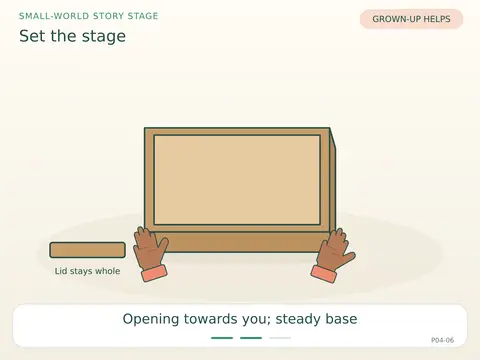 SMALL-WORLD STORY STAGE
GROWN-UP HELPS
Set the stage
Lid stays whole
Opening towards you; steady base
P04-06